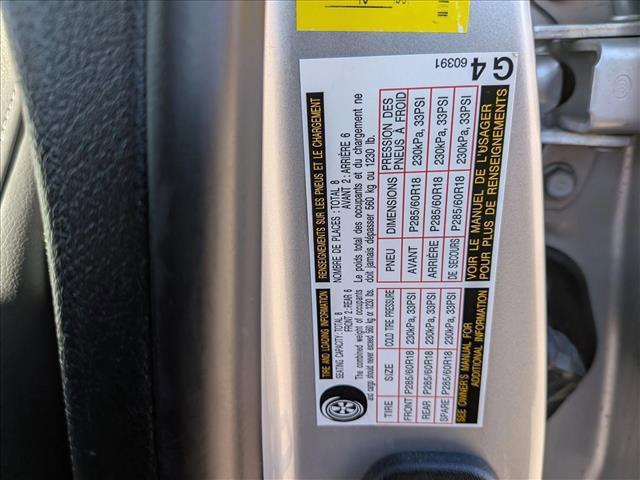 TIRE AND LOADING INFORMATION
SEATING CAPACITY: TOTAL 8
FRONT 2: REAR 6
The combined weight of occupants
and cargo should never exceed 560 kg or 1230 lbs.
TIRE SIZE COLD TIRE PRESSURE
FRONT P285/60R18 230kPa, 33PSI
REAR P285/60R18 230kPa, 33PSI
SPARE P285/60R18 230kPa, 33PSI
SEE OWNER'S MANUAL FOR
ADDITIONAL INFORMATION
RENSEIGNEMENTS SUR LES PNEUS ET LE CHARGEMENT
NOMBRE DE PLACES : TOTAL 8
AVANT 2 : ARRIÈRE 6
Le poids total des occupants et du chargement ne
doit jamais dépasser 560 kg ou 1230 lb.
PNEU DIMENSIONS PRESSION DES
PNEUS À FROID
AVANT P285/60R18 230kPa, 33PSI
ARRIÈRE P285/60R18 230kPa, 33PSI
DE SECOURS P285/60R18 230kPa, 33PSI
VOIR LE MANUEL DE L'USAGER
POUR PLUS DE RENSEIGNEMENTS
60391
G4